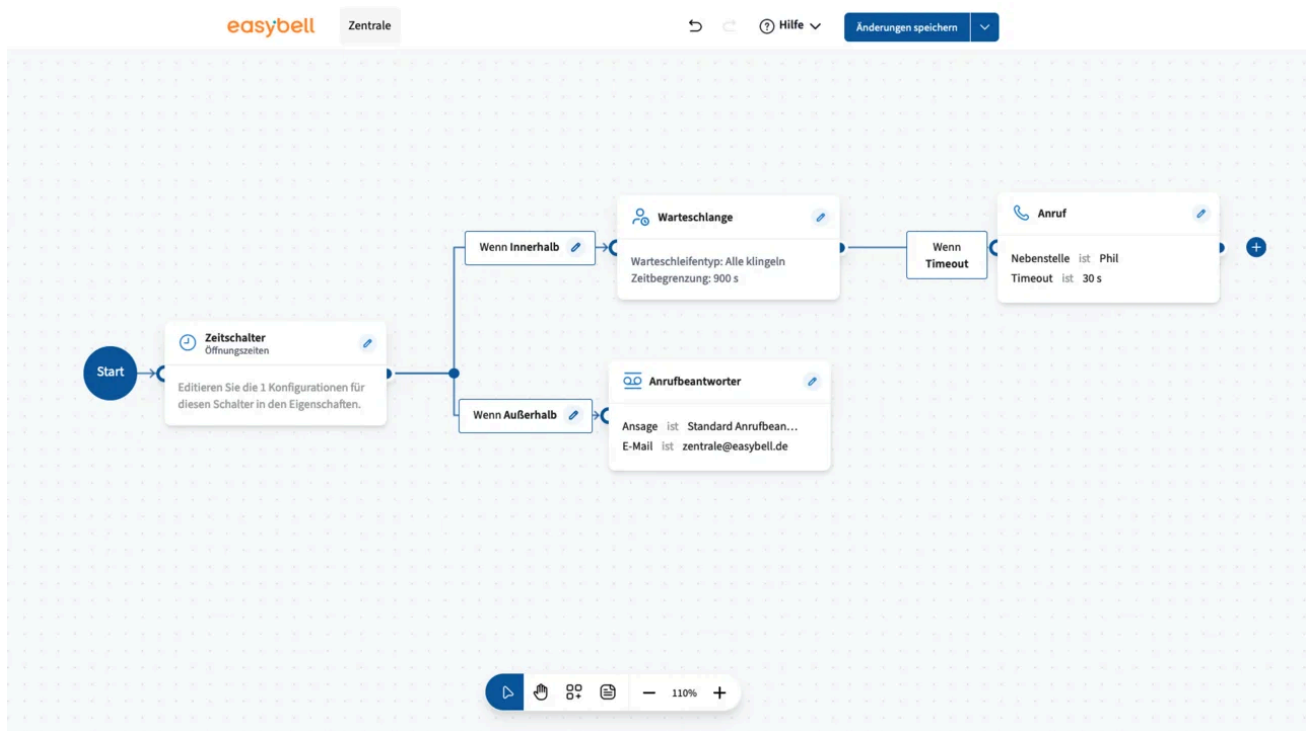 easybell
Zentrale
Hilfe
Änderungen speichern
Warteschlange
Warteschleifentyp: Alle klingeln
Zeitbegrenzung: 900 s
Wenn Innerhalb
Wenn
Timeout
Anruf
Nebenstelle ist Phil
Timeout ist 30 s
Start
Zeitschalter
Öffnungszeiten
Editieren Sie die 1 Konfigurationen für
diesen Schalter in den Eigenschaften.
Wenn Außerhalb
Anrufbeantworter
Ansage ist Standard Anrufbean...
E-Mail ist zentrale@easybell.de
110%